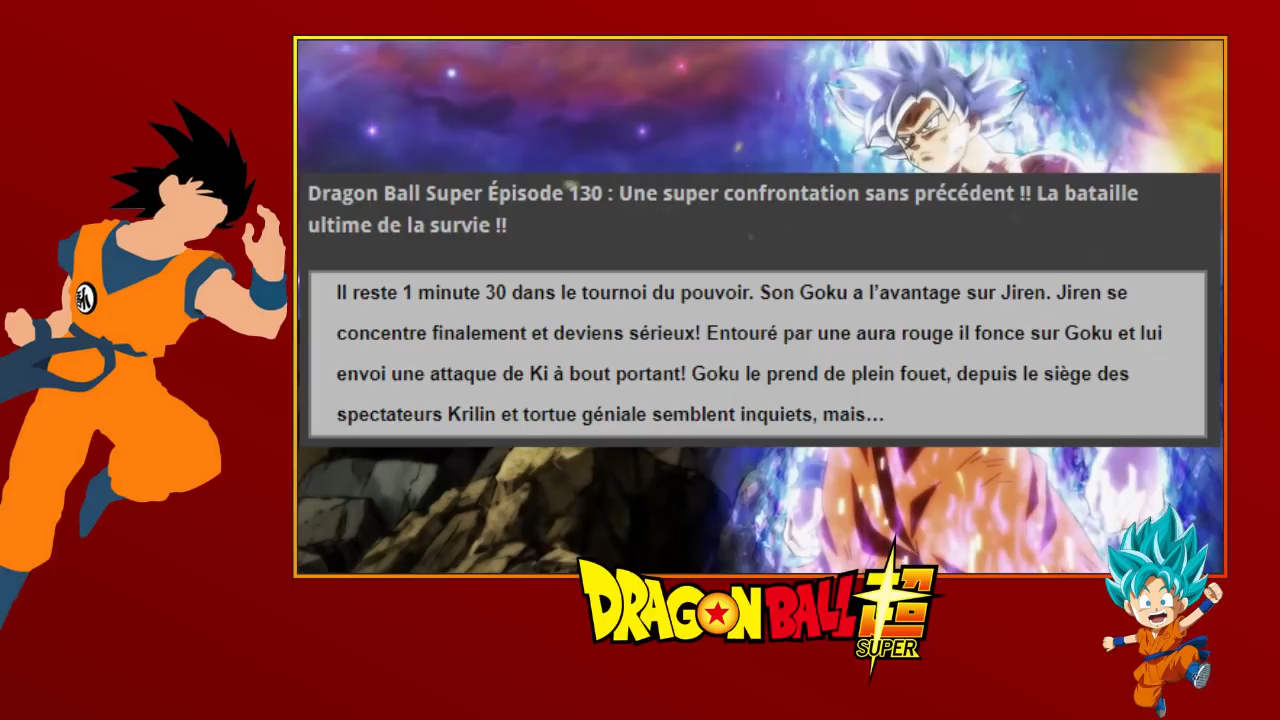 Dragon Ball Super Épisode 130 : Une super confrontation sans précédent !! La bataille
ultime de la survie !!
Il reste 1 minute 30 dans le tournoi du pouvoir. Son Goku a l’avantage sur Jiren. Jiren se
concentre finalement et deviens sérieux! Entouré par une aura rouge il fonce sur Goku et lui
envoi une attaque de Ki à bout portant! Goku le prend de plein fouet, depuis le siège des
spectateurs Krilin et tortue géniale semblent inquiets, mais…
DRAGON BALL 超
SUPER